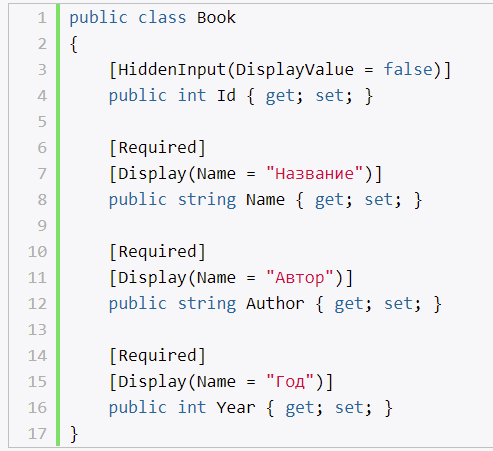 1 public class Book
2 {
3     [HiddenInput(DisplayValue = false)]
4     public int Id { get; set; }
5
6     [Required]
7     [Display(Name = "Название")]
8     public string Name { get; set; }
9
10     [Required]
11     [Display(Name = "Автор")]
12     public string Author { get; set; }
13
14     [Required]
15     [Display(Name = "Год")]
16     public int Year { get; set; }
17 }